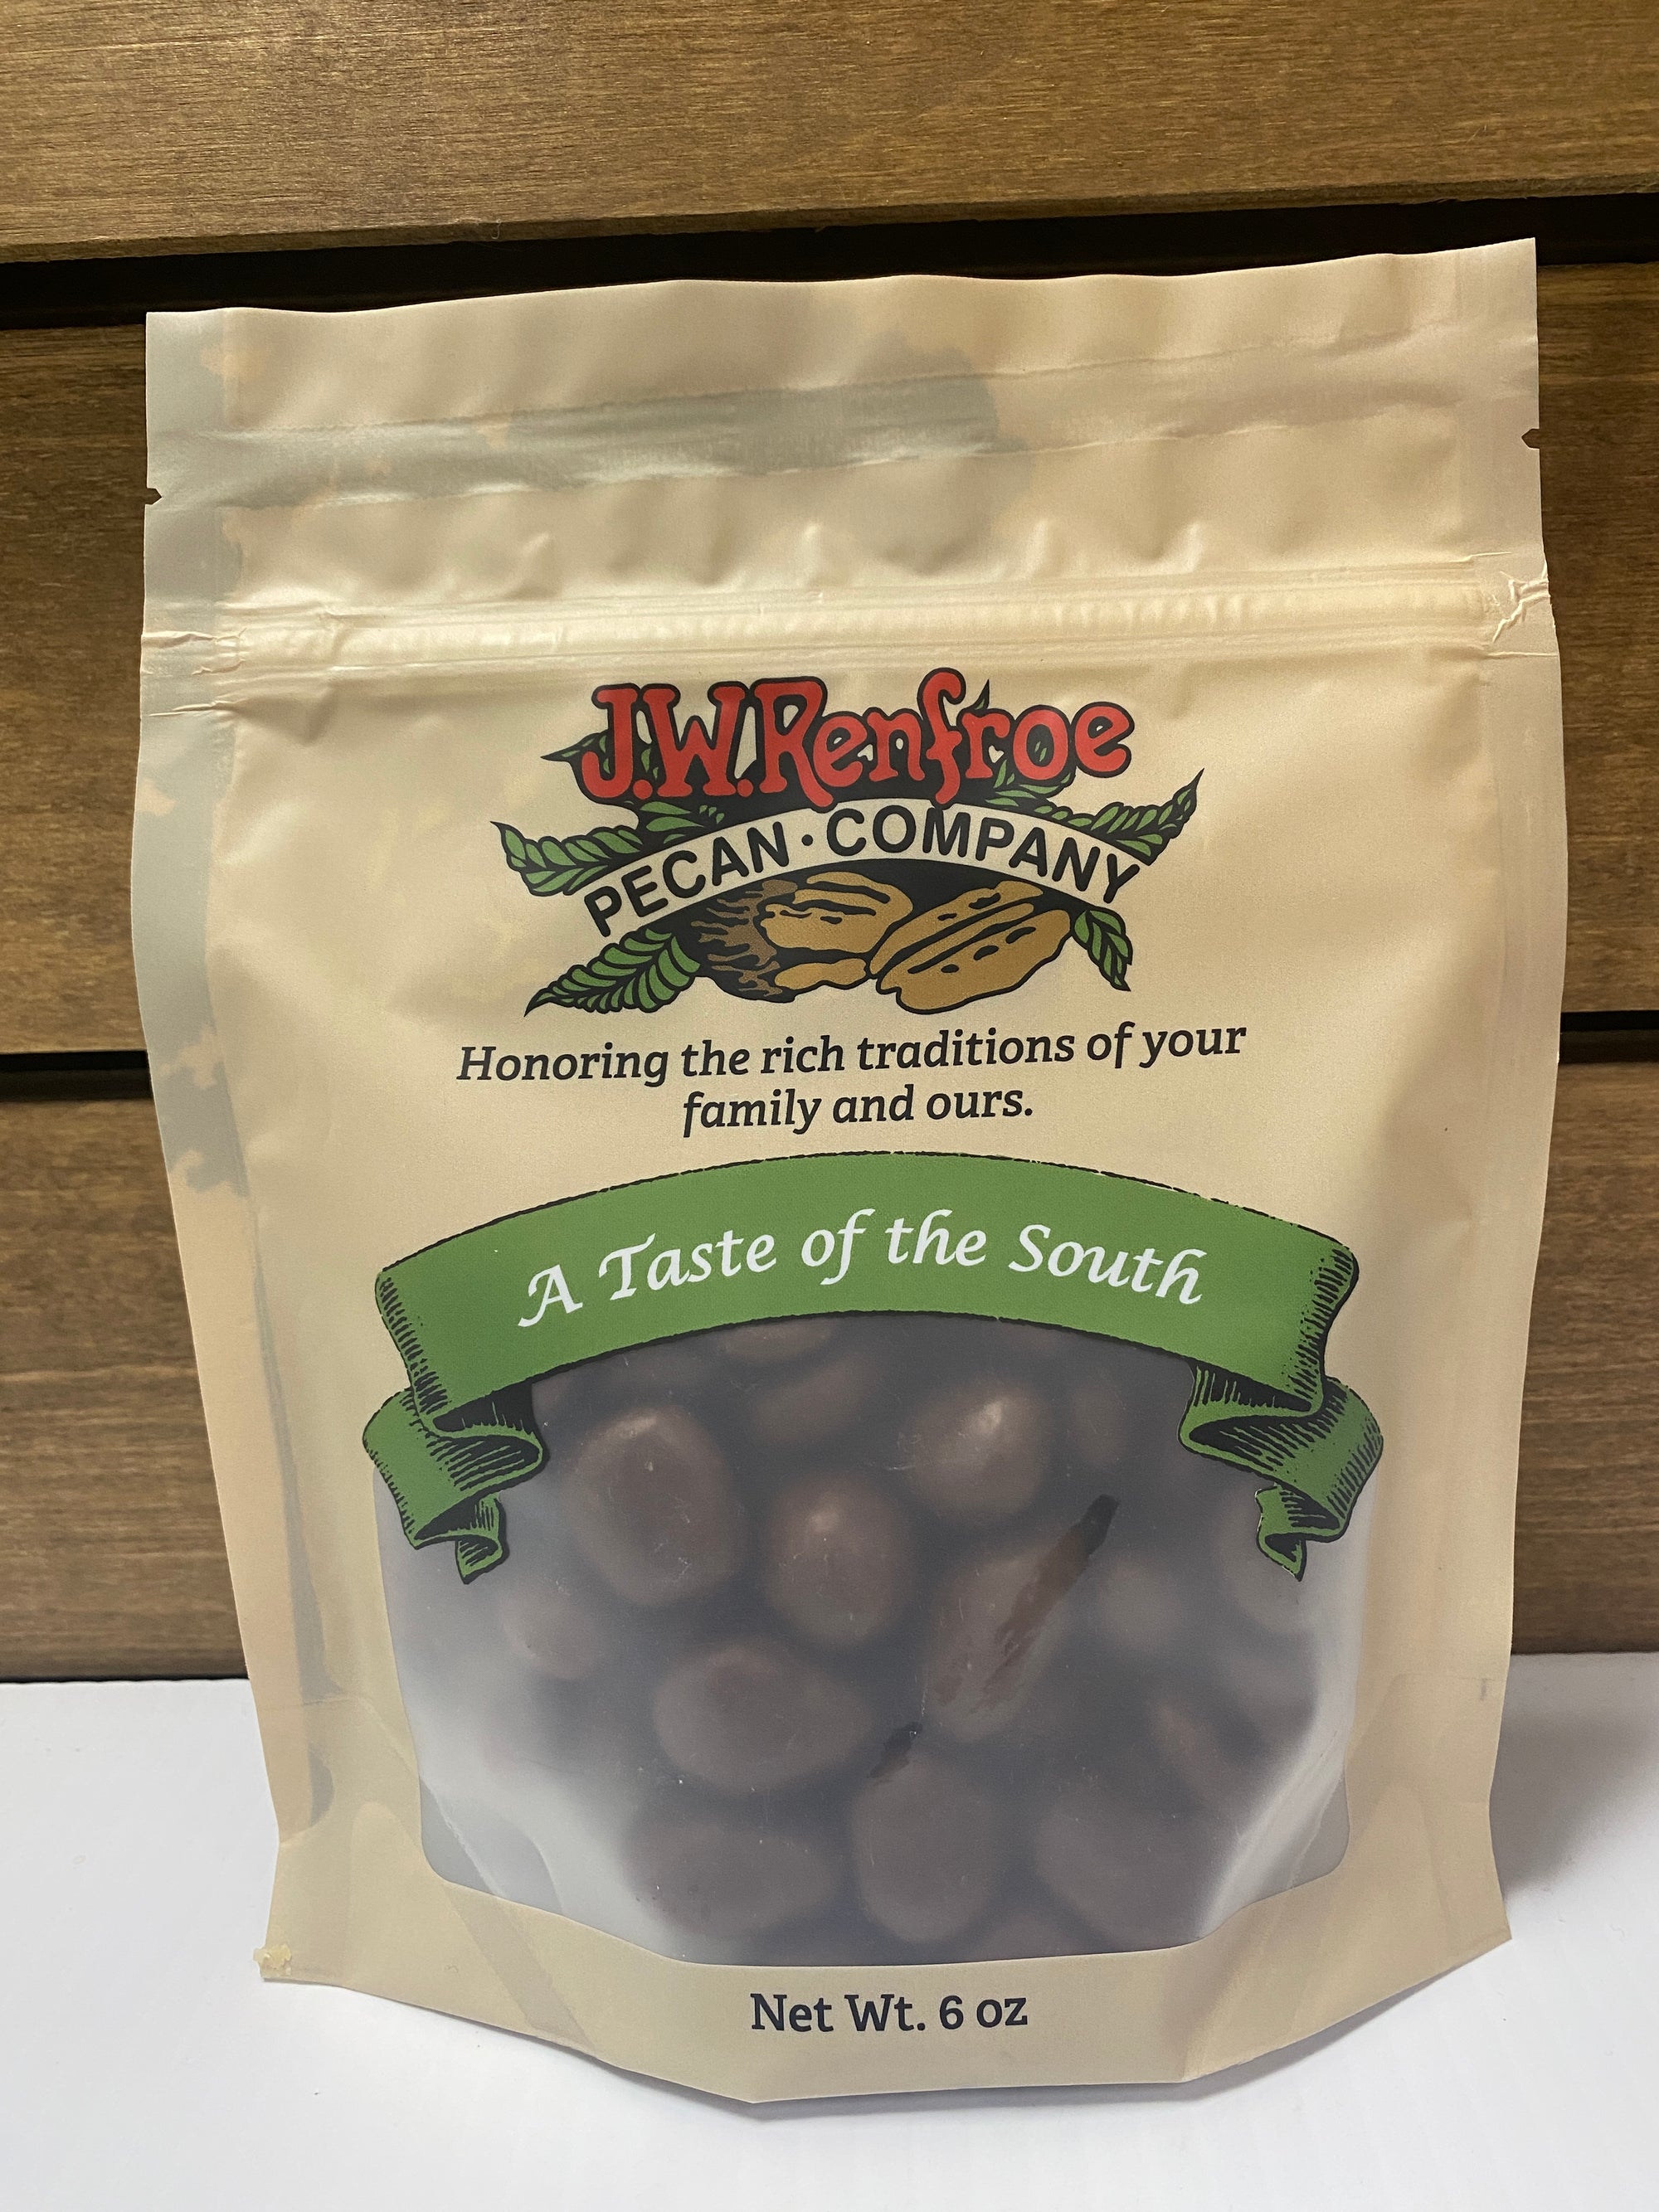 J.W. Renfroe
PECAN · COMPANY
Honoring the rich traditions of your
family and ours.
A Taste of the South
Net Wt. 6 oz